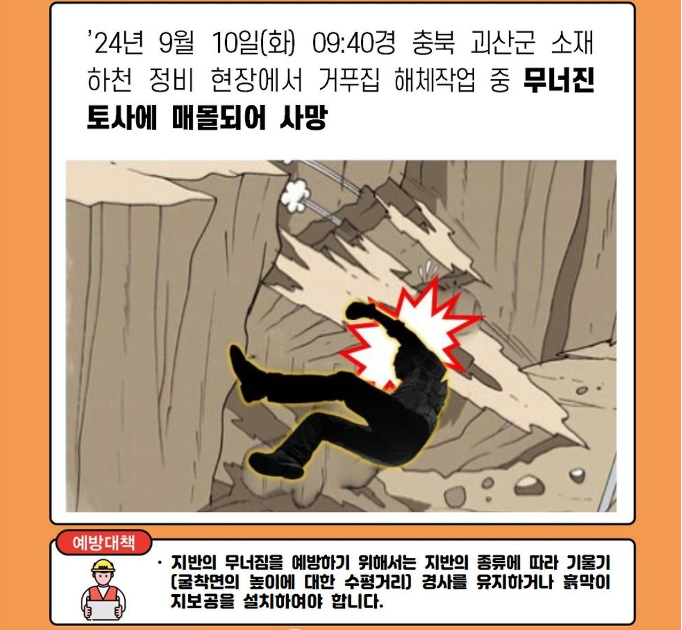 ’24년 9월 10일(화) 09:40경 충북 괴산군 소재
하천 정비 현장에서 거푸집 해체작업 중 무너진
토사에 매몰되어 사망
예방대책
· 지반의 무너짐을 예방하기 위해서는 지반의 종류에 따라 기울기
(굴착면의 높이에 대한 수평거리) 경사를 유지하거나 흙막이
지보공을 설치하여야 합니다.